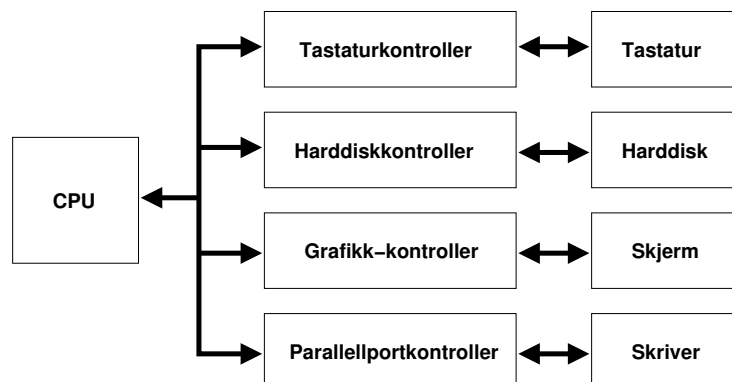 Tastaturkontroller
Tastatur
Harddiskkontroller
Harddisk
CPU
Grafikk−kontroller
Skjerm
Parallellportkontroller
Skriver